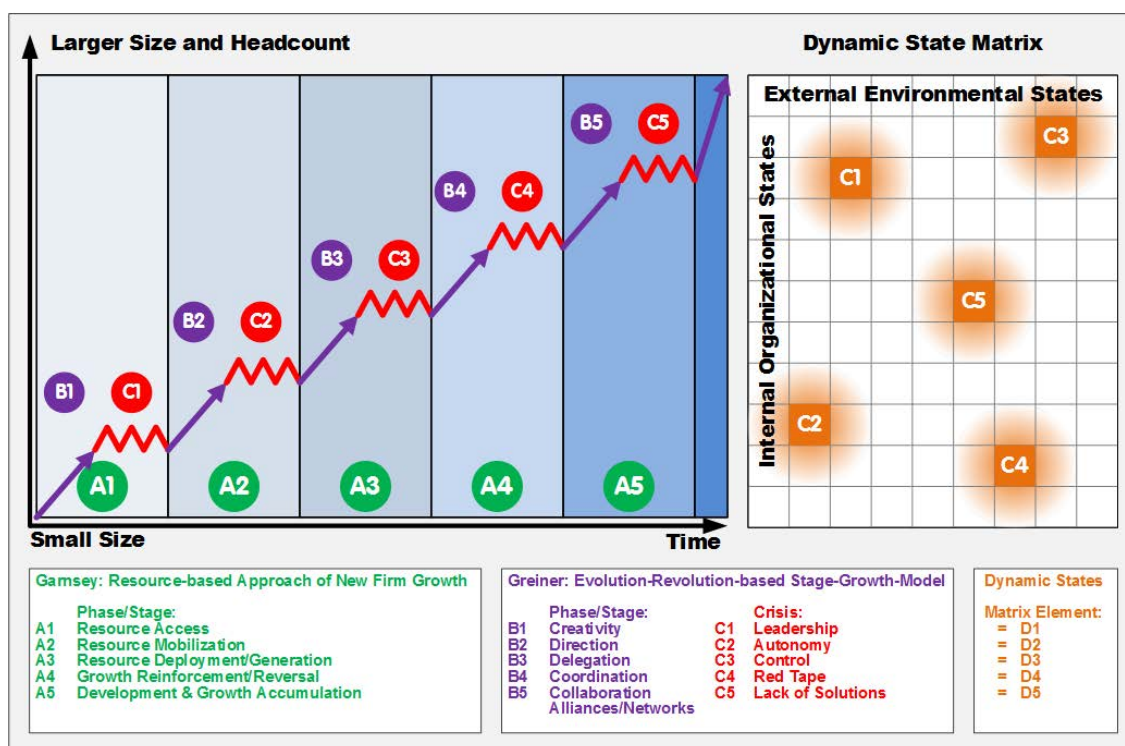 Larger Size and Headcount
Dynamic State Matrix
External Environmental States
Internal Organizational States
B1
C1
B2
C2
B3
C3
B4
C4
B5
C5
A1
A2
A3
A4
A5
C1
C3
C5
C2
C4
Small Size
Time
Garnsey: Resource-based Approach of New Firm Growth
Phase/Stage:
A1 Resource Access
A2 Resource Mobilization
A3 Resource Deployment/Generation
A4 Growth Reinforcement/Reversal
A5 Development & Growth Accumulation
Greiner: Evolution-Revolution-based Stage-Growth-Model
Phase/Stage: Crisis:
B1 Creativity C1 Leadership
B2 Direction C2 Autonomy
B3 Delegation C3 Control
B4 Coordination C4 Red Tape
B5 Collaboration C5 Lack of Solutions
Alliances/Networks
Dynamic States
Matrix Element:
= D1
= D2
= D3
= D4
= D5